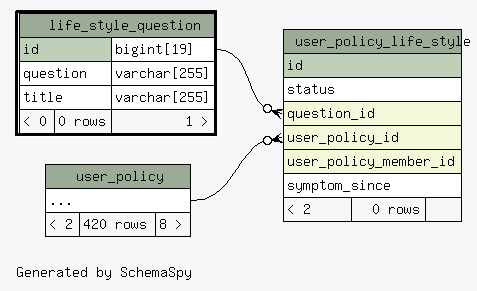 life_style_question
id bigint[19]
question varchar[255]
title varchar[255]
< 0 0 rows 1 >
user_policy_life_style
id
status
question_id
user_policy_id
user_policy_member_id
symptom_since
< 2 0 rows
user_policy
...
< 2 420 rows 8 >
Generated by SchemaSpy